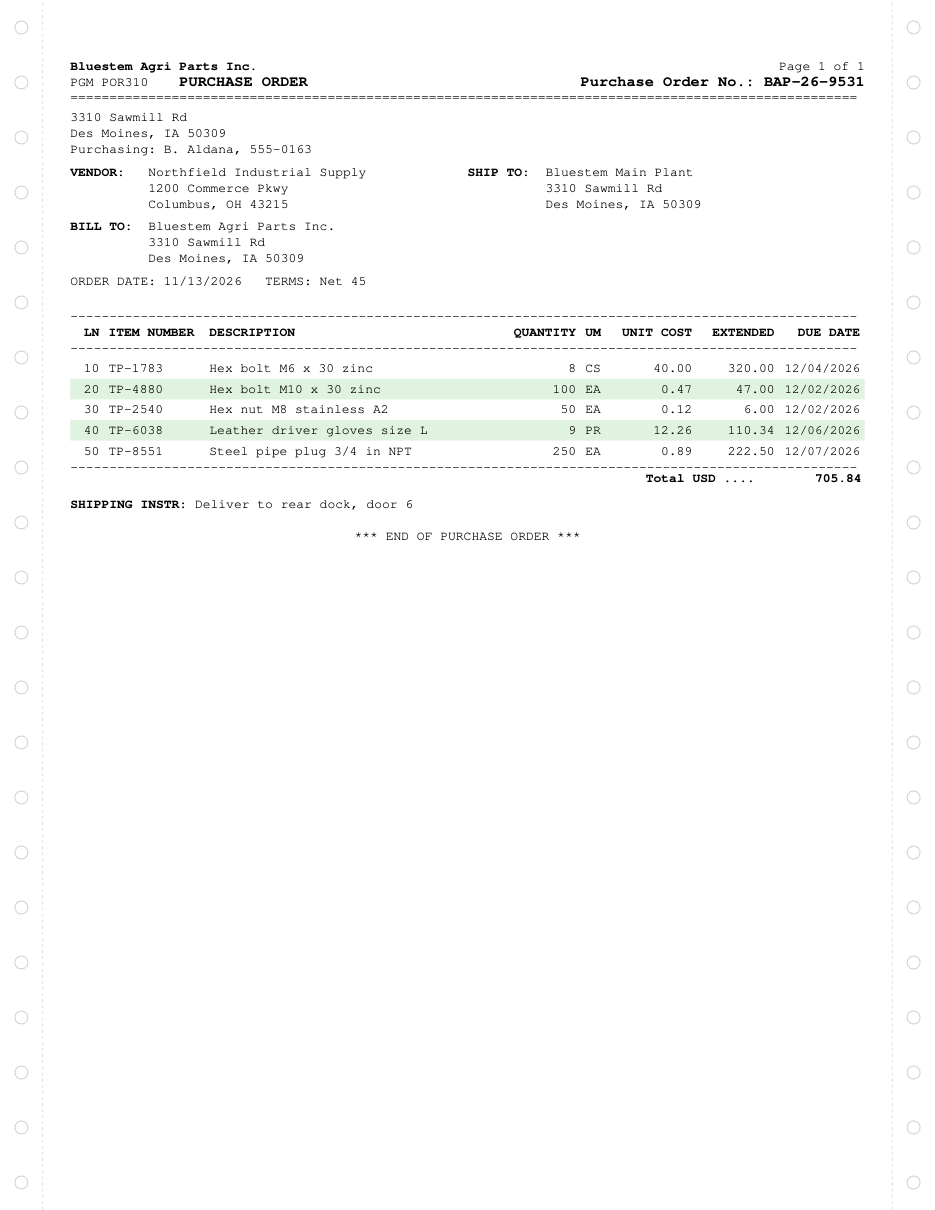 Bluestem Agri Parts Inc. Page 1 of 1
PGM POR310 PURCHASE ORDER Purchase Order No.: BAP-26-9531
3310 Sawmill Rd
Des Moines, IA 50309
Purchasing: B. Aldana, 555-0163
VENDOR: Northfield Industrial Supply SHIP TO: Bluestem Main Plant
1200 Commerce Pkwy 3310 Sawmill Rd
Columbus, OH 43215 Des Moines, IA 50309
BILL TO: Bluestem Agri Parts Inc.
3310 Sawmill Rd
Des Moines, IA 50309
ORDER DATE: 11/13/2026 TERMS: Net 45
LN ITEM NUMBER DESCRIPTION QUANTITY UM UNIT COST EXTENDED DUE DATE
10 TP-1783 Hex bolt M6 x 30 zinc 8 CS 40.00 320.00 12/04/2026
20 TP-4880 Hex bolt M10 x 30 zinc 100 EA 0.47 47.00 12/02/2026
30 TP-2540 Hex nut M8 stainless A2 50 EA 0.12 6.00 12/02/2026
40 TP-6038 Leather driver gloves size L 9 PR 12.26 110.34 12/06/2026
50 TP-8551 Steel pipe plug 3/4 in NPT 250 EA 0.89 222.50 12/07/2026
Total USD .... 705.84
SHIPPING INSTR: Deliver to rear dock, door 6
*** END OF PURCHASE ORDER ***